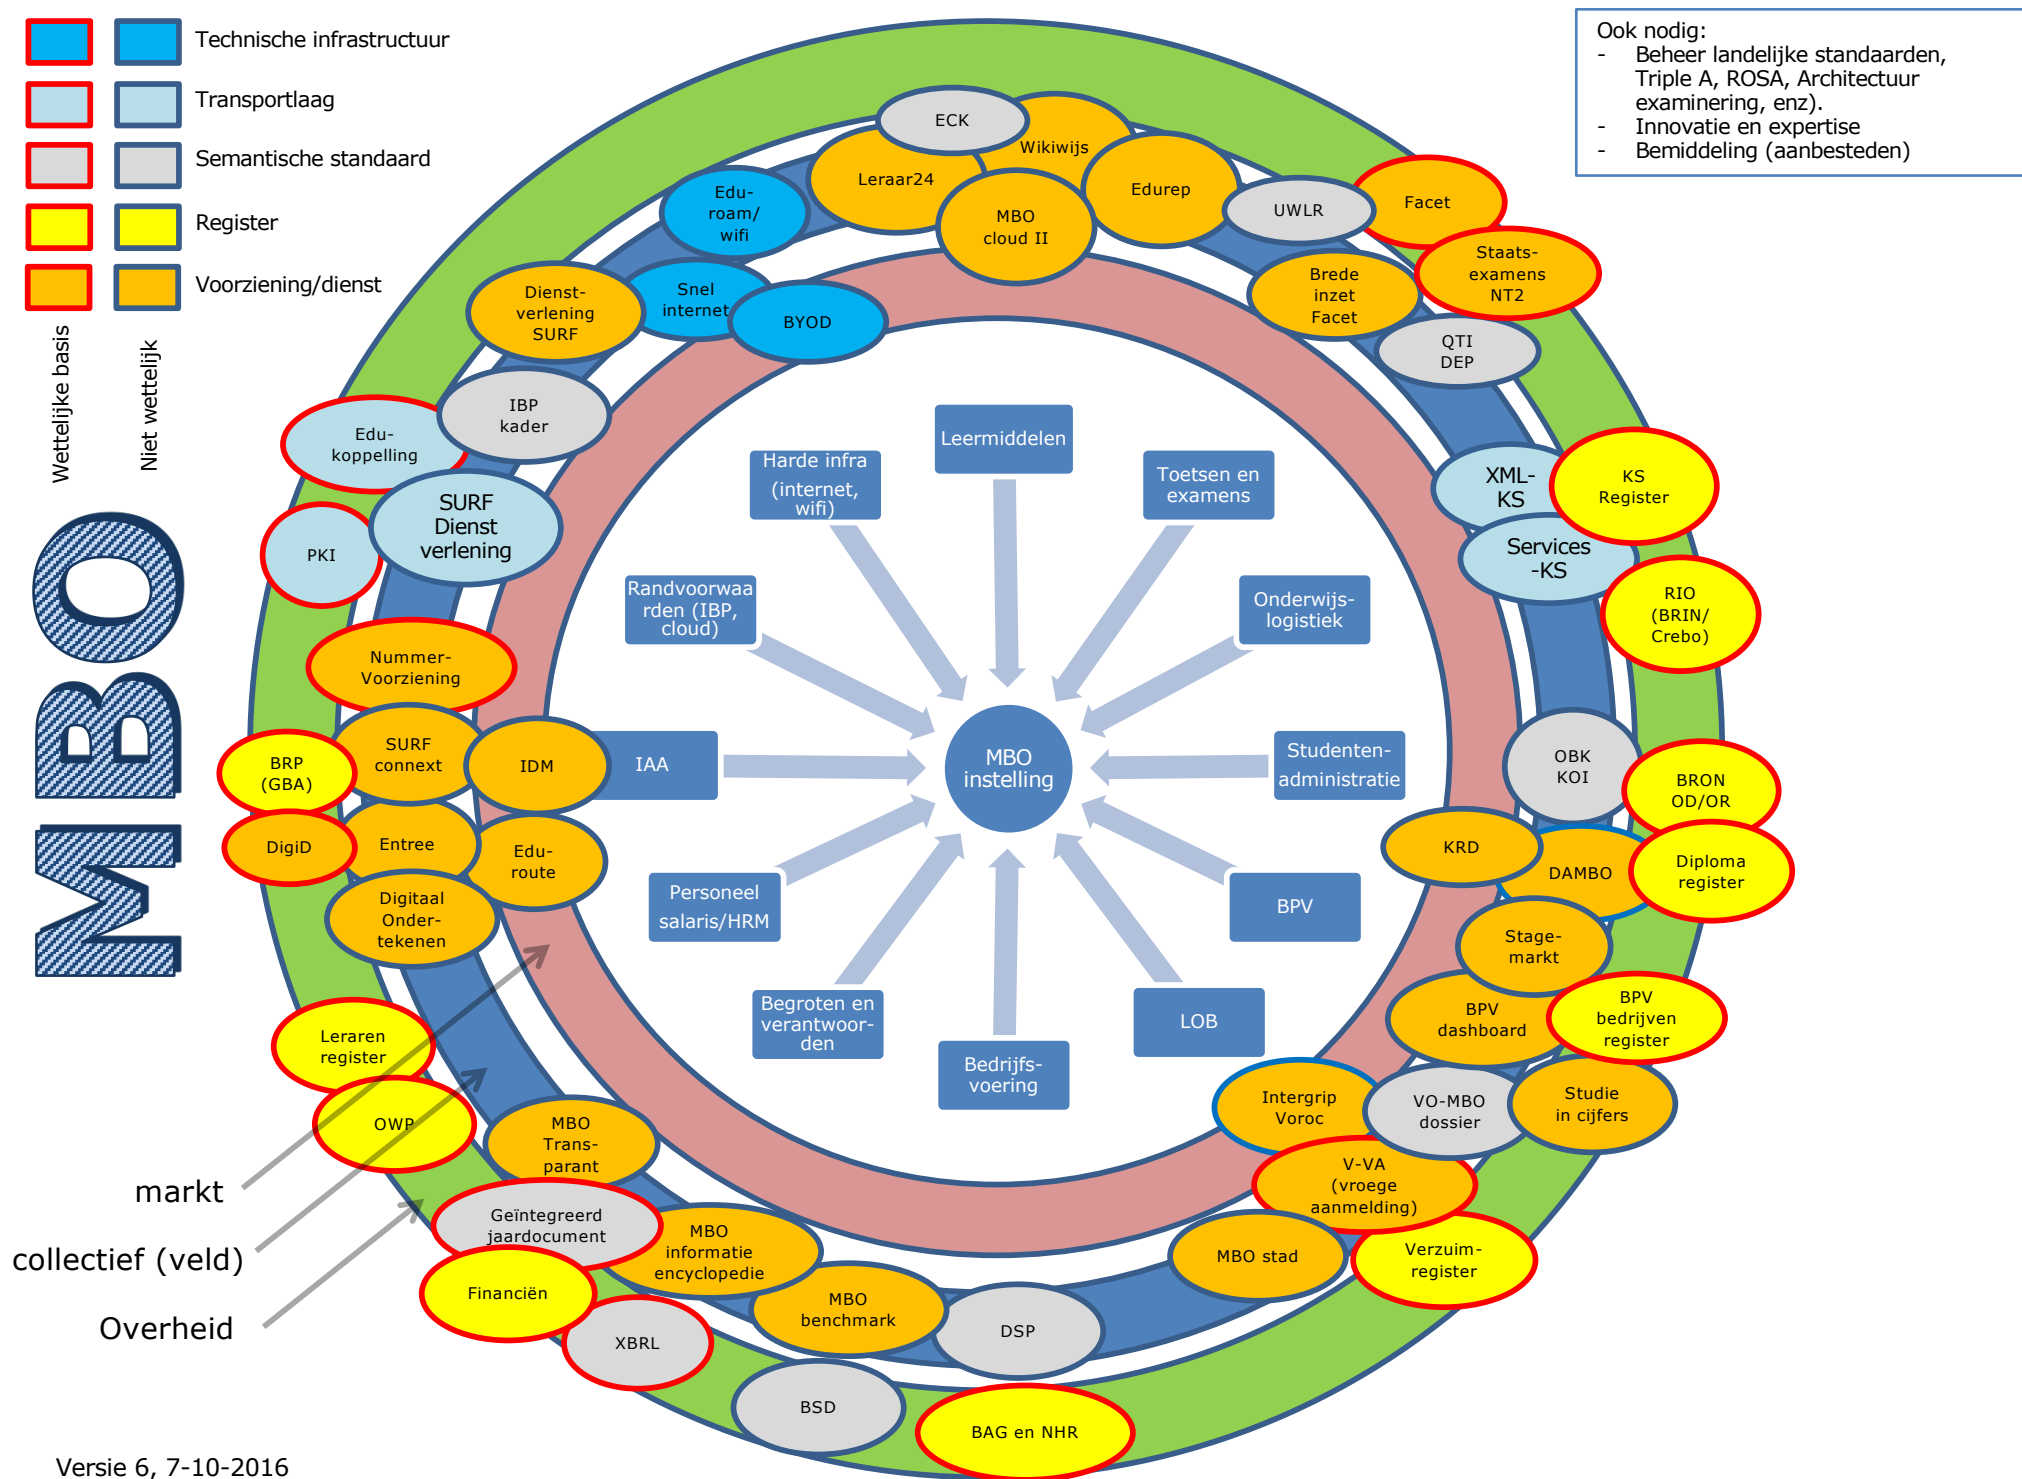 Technische infrastructuur
Transportlaag
Semantische standaard
Register
Voorziening/dienst
Wettelijke basis
Niet wettelijk
Ook nodig:
- Beheer landelijke standaarden,
Triple A, ROSA, Architectuur
examinering, enz).
- Innovatie en expertise
- Bemiddeling (aanbesteden)
MBO
ECK
Wikiwijs
Leraar24
Edurep
MBO
cloud II
Edu-
roam/
wifi
Snel
internet
BYOD
Dienst-
verlening
SURF
IBP
kader
Edu-
koppelling
SURF
Dienst
verlening
PKI
UWLR
Facet
Staats-
examens
NT2
Brede
inzet
Facet
QTI
DEP
XML-
KS
KS
Register
Services
-KS
RIO
(BRIN/
Crebo)
OBK
KOI
BRON
OD/OR
KRD
DAMBO
Diploma
register
Stage-
markt
BPV
dashboard
BPV
bedrijven
register
Intergrip
Voroc
VO-MBO
dossier
Studie
in cijfers
V-VA
(vroege
aanmelding)
Verzuim-
register
MBO stad
DSP
BAG en NHR
BSD
MBO
benchmark
MBO
informatie
encyclopedie
XBRL
Financiën
Geïntegreerd
jaardocument
MBO
Trans-
parant
OWP
Leraren
register
Digitaal
Onder-
tekenen
Edu-
route
Entree
DigiD
BRP
(GBA)
SURF
connext
IDM
Nummer-
Voorziening
Leermiddelen
Harde infra
(internet,
wifi)
Toetsen en
examens
Randvoorwaa
rden (IBP,
cloud)
Onderwijs-
logistiek
IAA
MBO
instelling
Studenten-
administratie
Personeel
salaris/HRM
BPV
Begroten en
verantwoor-
den
Bedrijfs-
voering
LOB
markt
collectief (veld)
Overheid
Versie 6, 7-10-2016